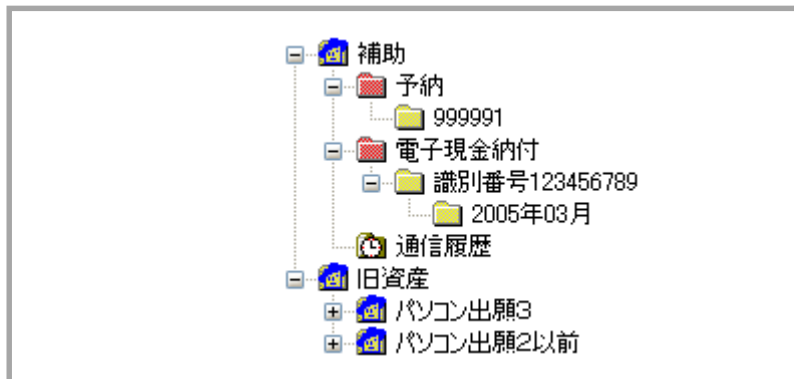 補助
予納
999991
電子現金納付
識別番号123456789
2005年03月
通信履歴
旧資産
パソコン出願3
パソコン出願2以前